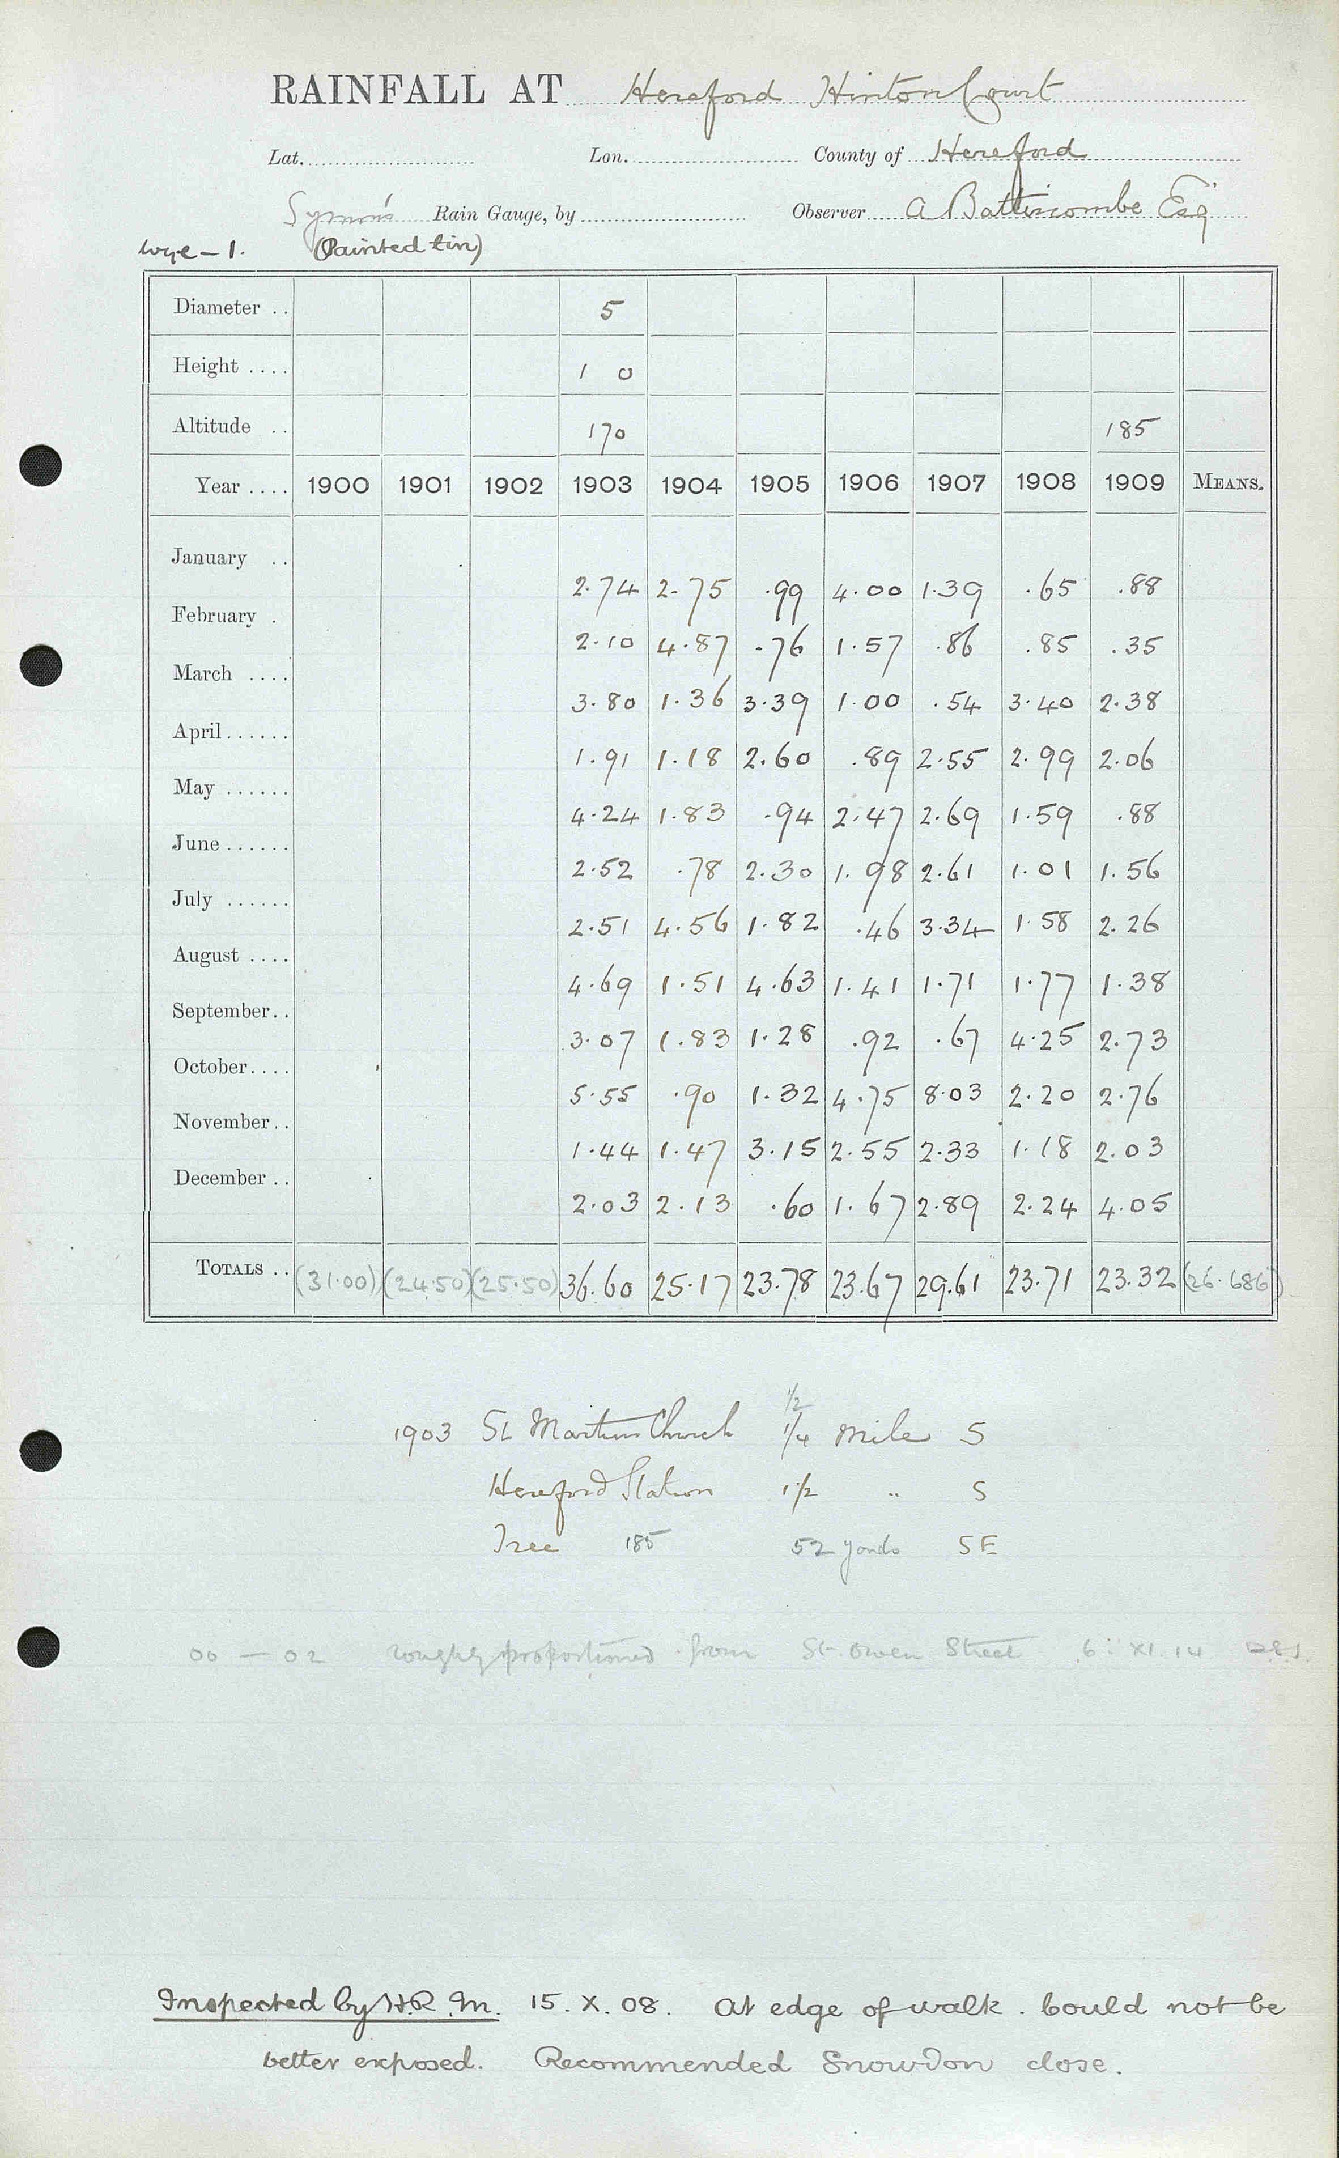 RAINFALL AT Hereford Hinton Court
Lat. Lon. County of Hereford
Symon's Rain Gauge, by Observer A Battiscombe Esq
Wye - 1. (Painted tin)
Diameter .. 5
Height .... 1 0
Altitude .. 170 185
Year .... 1900 1901 1902 1903 1904 1905 1906 1907 1908 1909 MEANS.
January .. 2.74 2.75 .99 4.00 1.39 .65 .88
February . 2.10 4.87 .76 1.57 .86 .85 .35
March .... 3.80 1.36 3.39 1.00 .54 3.40 2.38
April...... 1.91 1.18 2.60 .89 2.55 2.99 2.06
May ...... 4.24 1.83 .94 2.47 2.69 1.59 .88
June...... 2.52 .78 2.30 1.98 2.61 1.01 1.56
July ...... 2.51 4.56 1.82 .46 3.34 1.58 2.26
August .... 4.69 1.51 4.63 1.41 1.71 1.77 1.38
September.. 3.07 1.83 1.28 .92 .67 4.25 2.73
October.... 5.55 .90 1.32 4.75 8.03 2.20 2.76
November.. 1.44 1.47 3.15 2.55 2.33 1.18 2.03
December .. 2.03 2.13 .60 1.67 2.89 2.24 4.05
TOTALS .. (31.00) (24.50) (25.50) 36.60 25.17 23.78 23.67 29.61 23.71 23.32 (26.686)
1/2
1903 St Martins Church 1/4 mile S
Hereford Station 1 1/2 " S
Tree 185 52 yards SE
00 - 02 roughly proportioned from St. Owen Street 6 : XI.14
Inspected by H.R.M. 15.X.08. At edge of walk. Could not be
better exposed. Recommended Snowdon close.